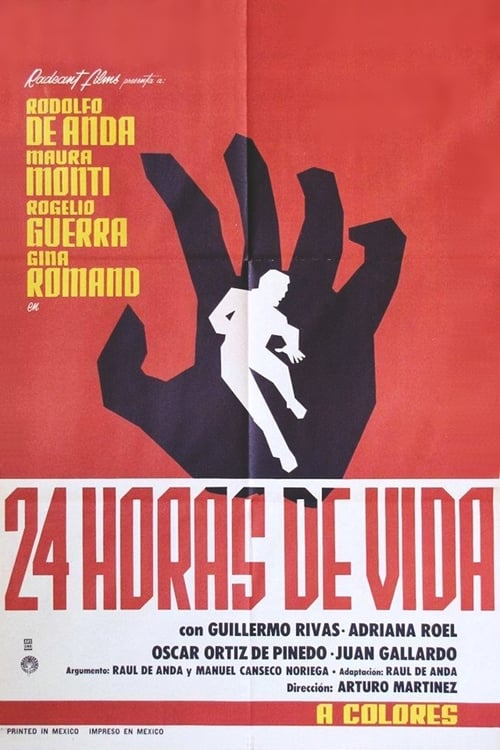 Radeant Films presenta a:
RODOLFO
DE ANDA
MAURA
MONTI
ROGELIO
GUERRA
GINA
ROMAND
en
24 HORAS DE VIDA
con GUILLERMO RIVAS · ADRIANA ROEL
OSCAR ORTIZ DE PINEDO · JUAN GALLARDO
Argumento: RAUL DE ANDA y MANUEL CANSECO NORIEGA · Adaptacion: RAUL DE ANDA
Dirección: ARTURO MARTINEZ
A COLORES
PRINTED IN MEXICO IMPRESO EN MEXICO